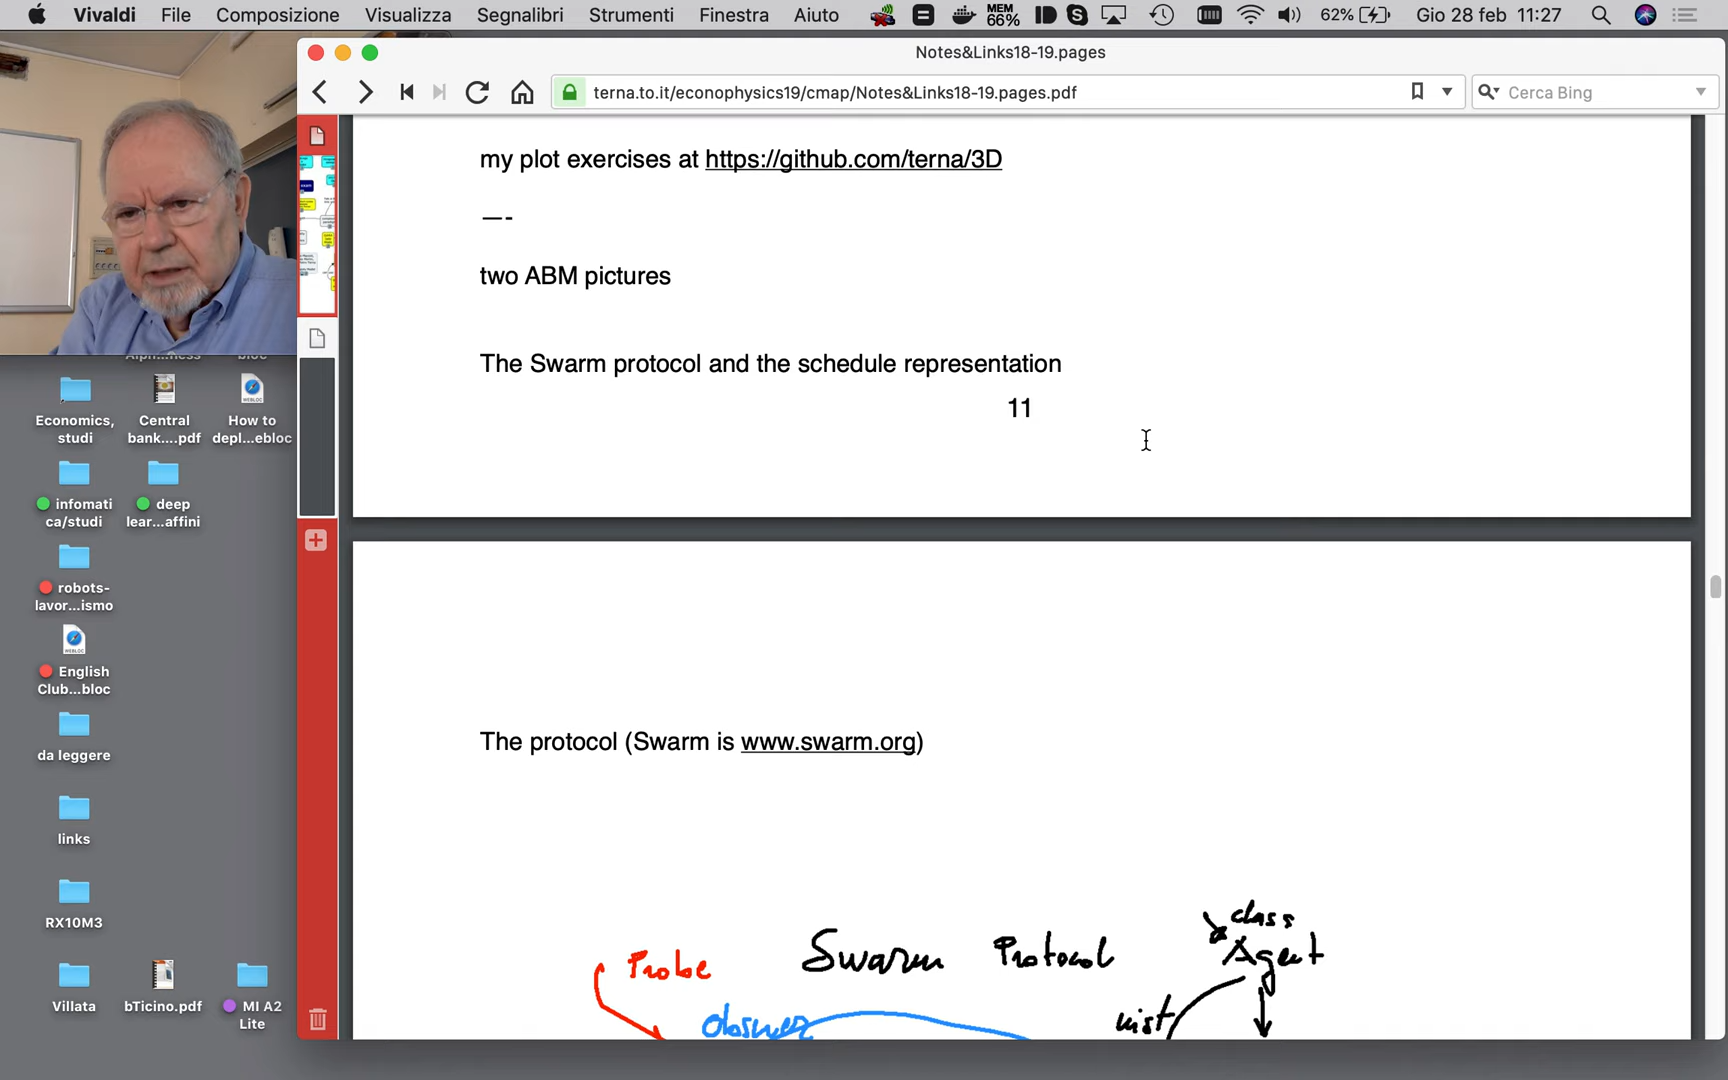 Vivaldi File Composizione Visualizza Segnalibri Strumenti Finestra Aiuto MEM 66% 62% Gio 28 feb 11:27
Notes&Links18-19.pages
terna.to.it/econophysics19/cmap/Notes&Links18-19.pages.pdf
Cerca Bing
my plot exercises at https://github.com/terna/3D
—-
two ABM pictures
The Swarm protocol and the schedule representation
11
The protocol (Swarm is www.swarm.org)
class
Probe Swarm Protocol Agent
observer
Economics, studi
Central bank....pdf
How to depl...ebloc
infomati ca/studi
deep lear...affini
robots- lavor...ismo
English Club...bloc
da leggere
links
RX10M3
Villata
bTicino.pdf
MI A2 Lite